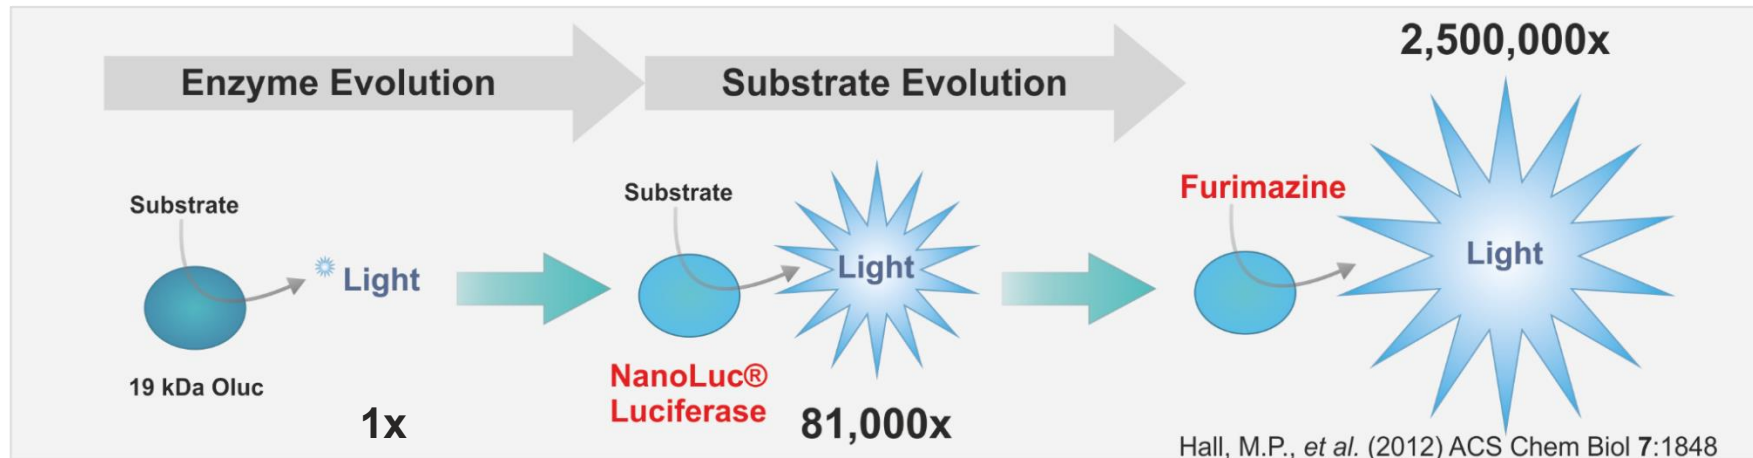 Enzyme Evolution
Substrate Evolution
2,500,000x
Substrate
Light
19 kDa Oluc
1x
Substrate
Light
NanoLuc®
Luciferase
81,000x
Furimazine
Light
Hall, M.P., et al. (2012) ACS Chem Biol 7:1848